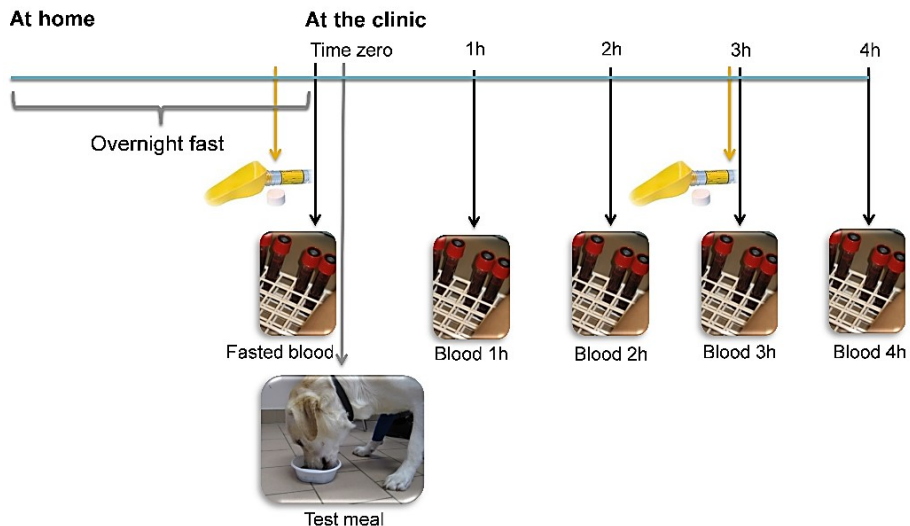 At home
At the clinic
Time zero
1h
2h
3h
4h
Overnight fast
Fasted blood
Blood 1h
Blood 2h
Blood 3h
Blood 4h
Test meal